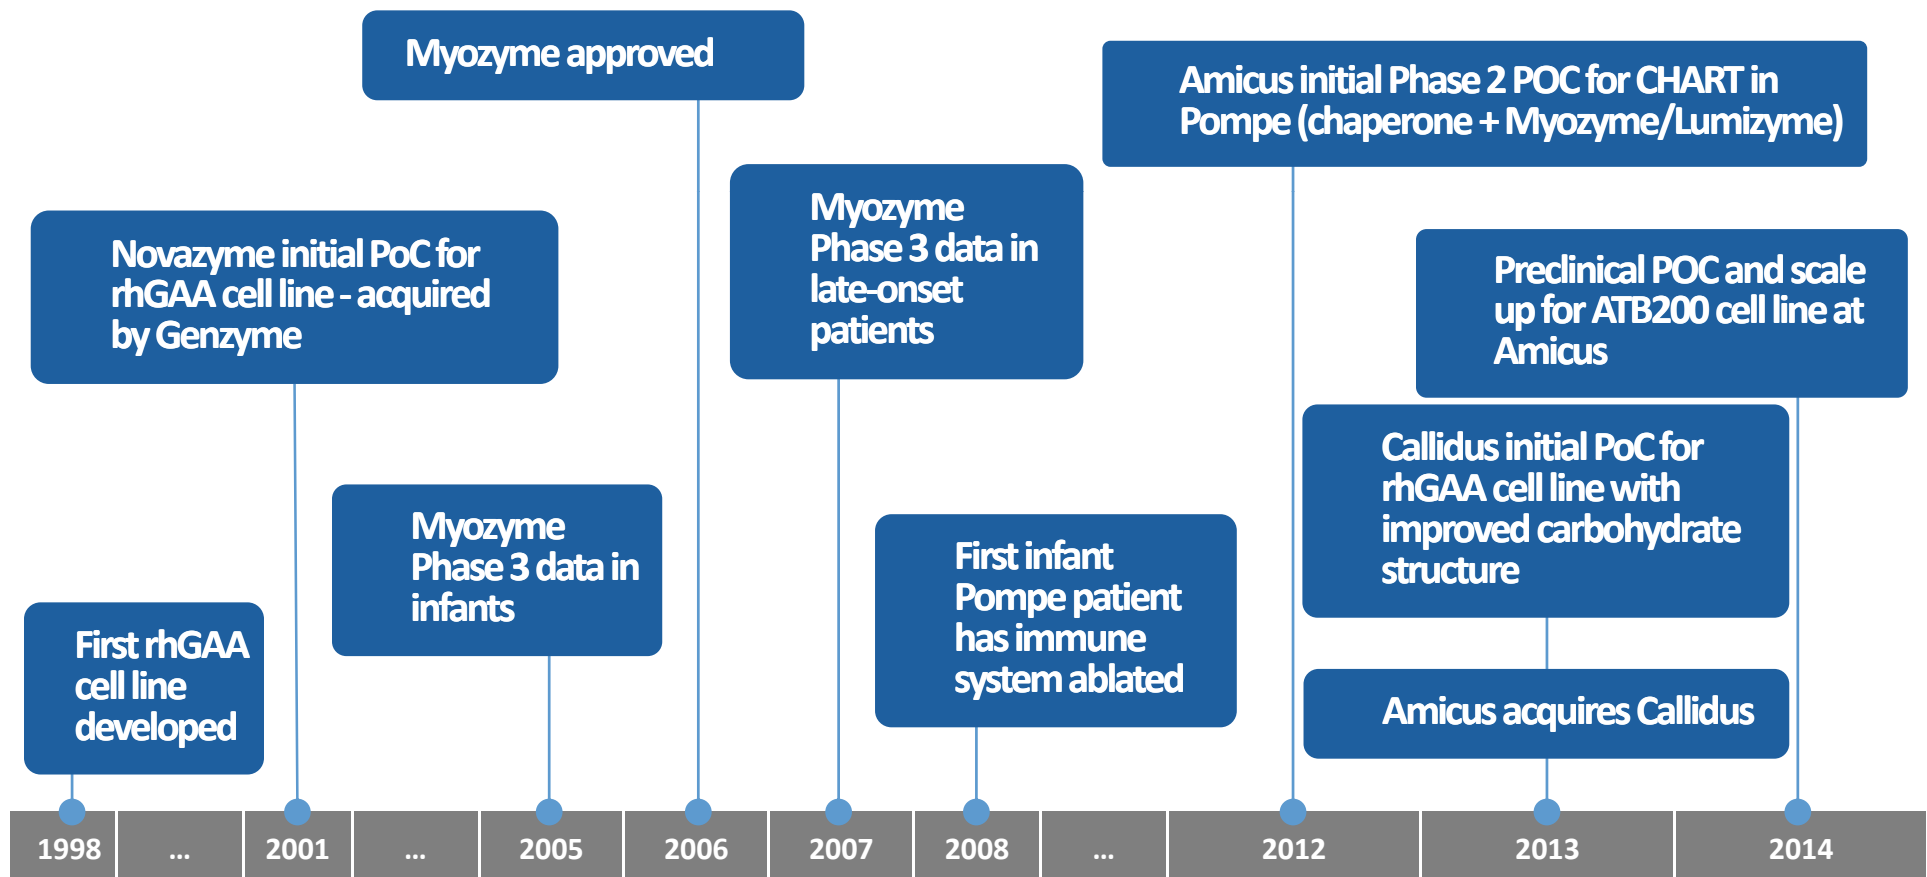 Myozyme approved
Amicus initial Phase 2 POC for CHART in
Pompe (chaperone + Myozyme/Lumizyme)
Novazyme initial PoC for
rhGAA cell line - acquired
by Genzyme
Myozyme
Phase 3 data in
late-onset
patients
Preclinical POC and scale
up for ATB200 cell line at
Amicus
Myozyme
Phase 3 data in
infants
First infant
Pompe patient
has immune
system ablated
Callidus initial PoC for
rhGAA cell line with
improved carbohydrate
structure
First rhGAA
cell line
developed
Amicus acquires Callidus
1998 ... 2001 ... 2005 2006 2007 2008 ... 2012 2013 2014